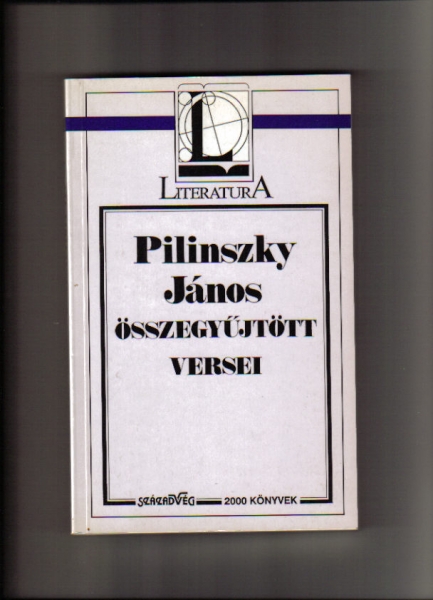 L
LITERATURA
Pilinszky
János
ÖSSZEGYŰJTÖTT
VERSEI
SZÁZADVÉG 2000 KÖNYVEK